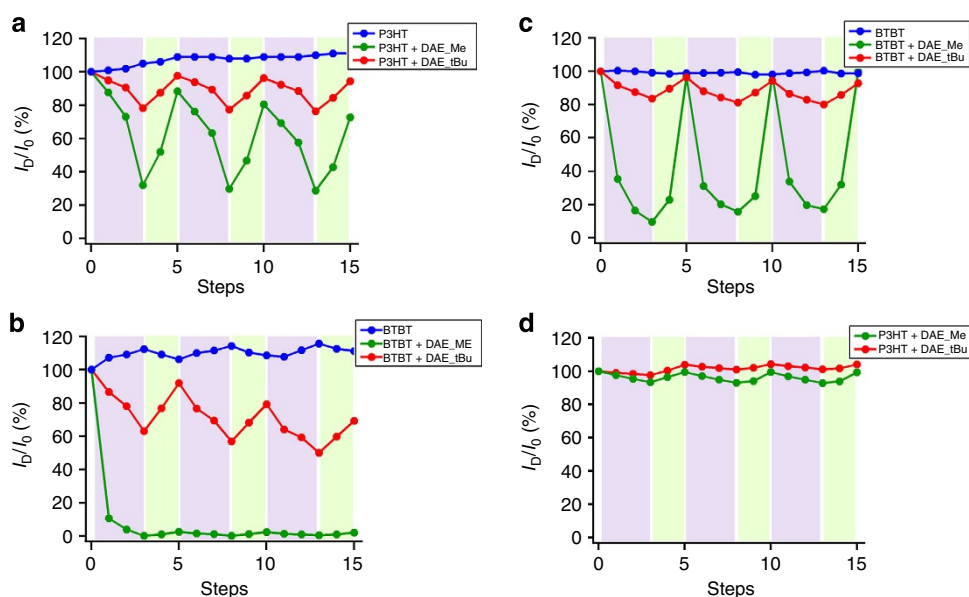 a
P3HT
P3HT + DAE_Me
P3HT + DAE_tBu
120
100
80
60
40
20
0
I_D/I_0 (%)
0 5 10 15
Steps
c
BTBT
BTBT + DAE_Me
BTBT + DAE_tBu
120
100
80
60
40
20
0
I_D/I_0 (%)
0 5 10 15
Steps
b
BTBT
BTBT + DAE_ME
BTBT + DAE_tBu
120
100
80
60
40
20
0
I_D/I_0 (%)
0 5 10 15
Steps
d
P3HT + DAE_Me
P3HT + DAE_tBu
120
100
80
60
40
20
0
I_D/I_0 (%)
0 5 10 15
Steps